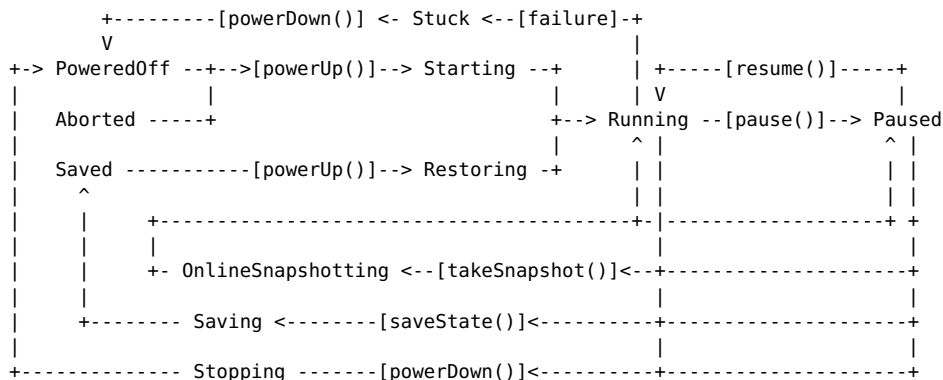 +---------[powerDown()] <- Stuck <--[failure]-+
        V                                             |
+-> PoweredOff --+-->[powerUp()]--> Starting --+      | +-----[resume()]-----+
|                |                             |      | V                    |
|   Aborted -----+                             +--> Running --[pause()]--> Paused
|                                              |      ^ |                   ^ |
|   Saved -----------[powerUp()]--> Restoring -+      | |                   | |
|     ^                                               | |                   | |
|     |     +-----------------------------------------+-|-------------------+ +
|     |     |                                           |                     |
|     |     +- OnlineSnapshotting <--[takeSnapshot()]<--+---------------------+
|     |                                                 |                     |
|     +-------- Saving <--------[saveState()]<----------+---------------------+
|                                                       |                     |
+-------------- Stopping -------[powerDown()]<----------+---------------------+